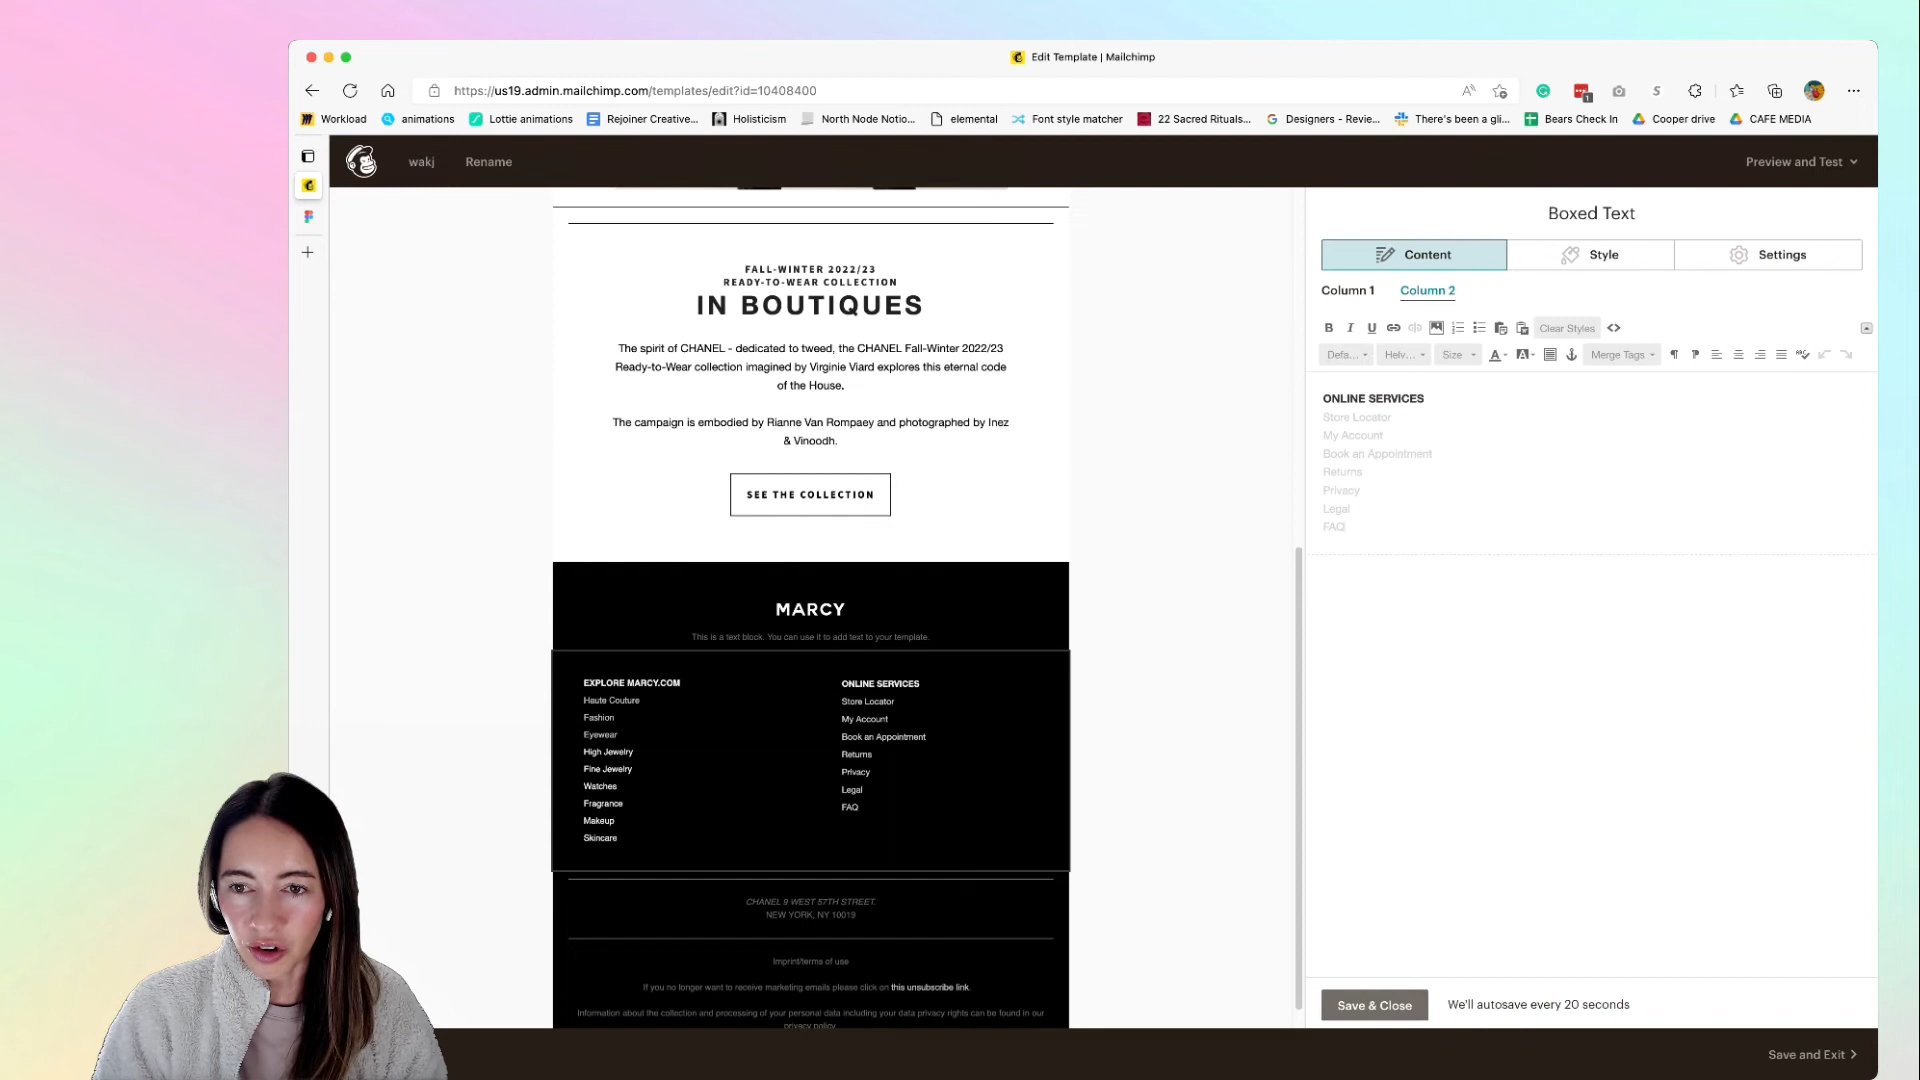 Edit Template | Mailchimp
https://us19.admin.mailchimp.com/templates/edit?id=10408400
Workload
animations
Lottie animations
Rejoiner Creative...
Holisticism
North Node Notio...
elemental
Font style matcher
22 Sacred Rituals...
Designers - Revie...
There's been a gli...
Bears Check In
Cooper drive
CAFE MEDIA
wakj
Rename
Preview and Test
FALL-WINTER 2022/23
READY-TO-WEAR COLLECTION
IN BOUTIQUES
The spirit of CHANEL - dedicated to tweed, the CHANEL Fall-Winter 2022/23
Ready-to-Wear collection imagined by Virginie Viard explores this eternal code
of the House.
The campaign is embodied by Rianne Van Rompaey and photographed by Inez
& Vinoodh.
SEE THE COLLECTION
MARCY
This is a text block. You can use it to add text to your template.
EXPLORE MARCY.COM
Haute Couture
Fashion
Eyewear
High Jewelry
Fine Jewelry
Watches
Fragrance
Makeup
Skincare
ONLINE SERVICES
Store Locator
My Account
Book an Appointment
Returns
Privacy
Legal
FAQ
CHANEL 9 WEST 57TH STREET.
NEW YORK, NY 10019
Imprint/terms of use
If you no longer want to receive marketing emails please click on this unsubscribe link.
Information about the collection and processing of your personal data including your data privacy rights can be found in our
privacy policy
Boxed Text
Content
Style
Settings
Column 1
Column 2
B I U
Clear Styles
Defa...
Helv...
Size
A
A
Merge Tags
ONLINE SERVICES
Store Locator
My Account
Book an Appointment
Returns
Privacy
Legal
FAQ
Save & Close
We'll autosave every 20 seconds
Save and Exit